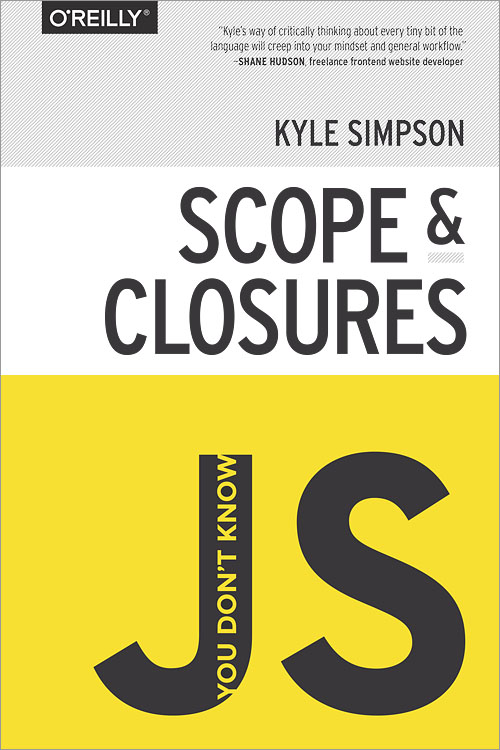 O'REILLY®
"Kyle's way of critically thinking about every tiny bit of the
language will creep into your mindset and general workflow."
–SHANE HUDSON, freelance frontend website developer
KYLE SIMPSON
SCOPE &
CLOSURES
YOU DON'T KNOW
JS